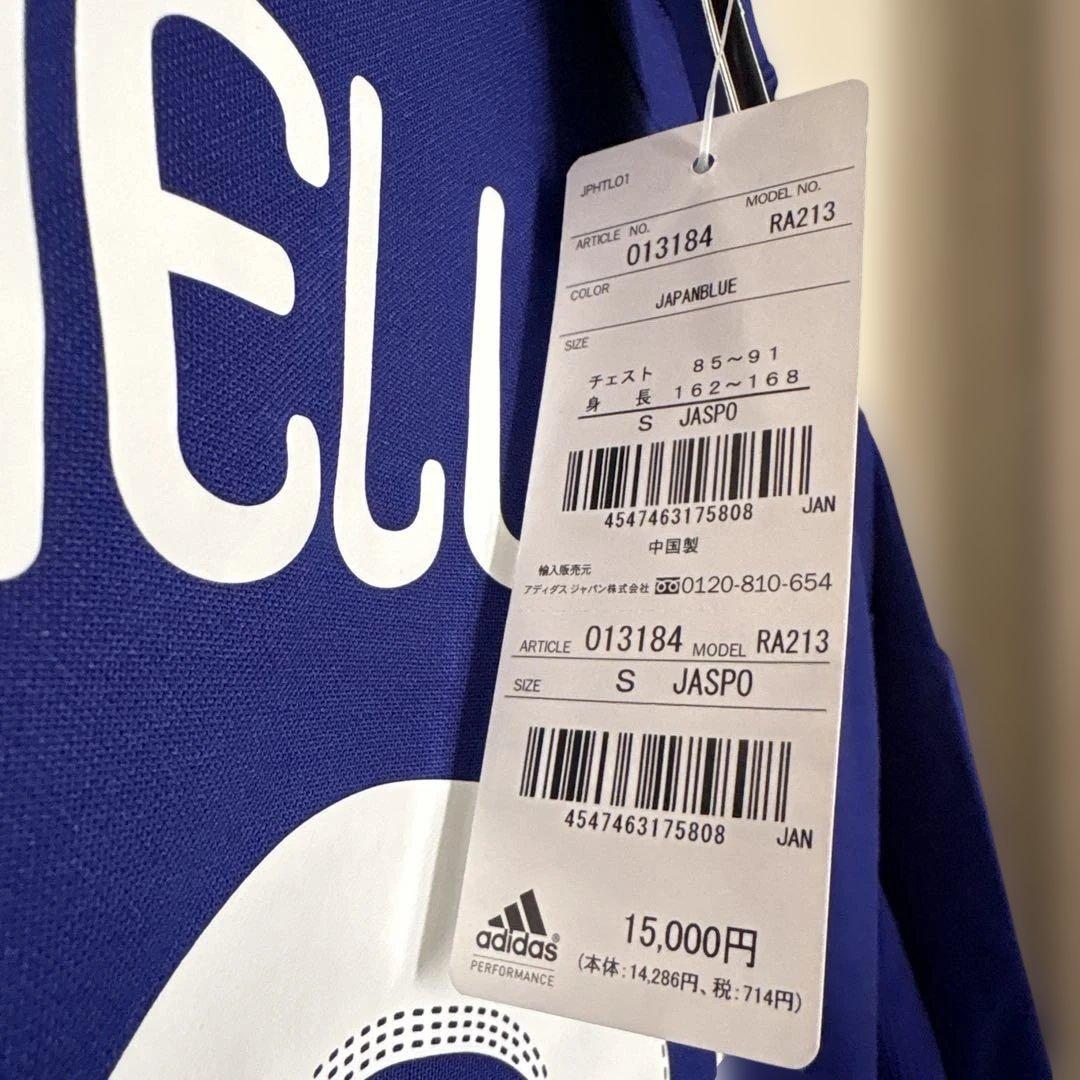 JPHTL01
ARTICLE NO. 013184 MODEL NO. RA213
COLOR JAPANBLUE
SIZE
チェスト 85～91
身 長 162～168
S JASPO
4547463175808 JAN
中国製
輸入販売元
アディダス ジャパン株式会社 0120-810-654
ARTICLE 013184 MODEL RA213
SIZE S JASPO
4547463175808 JAN
adidas®
PERFORMANCE
15,000円
(本体:14,286円、税:714円)